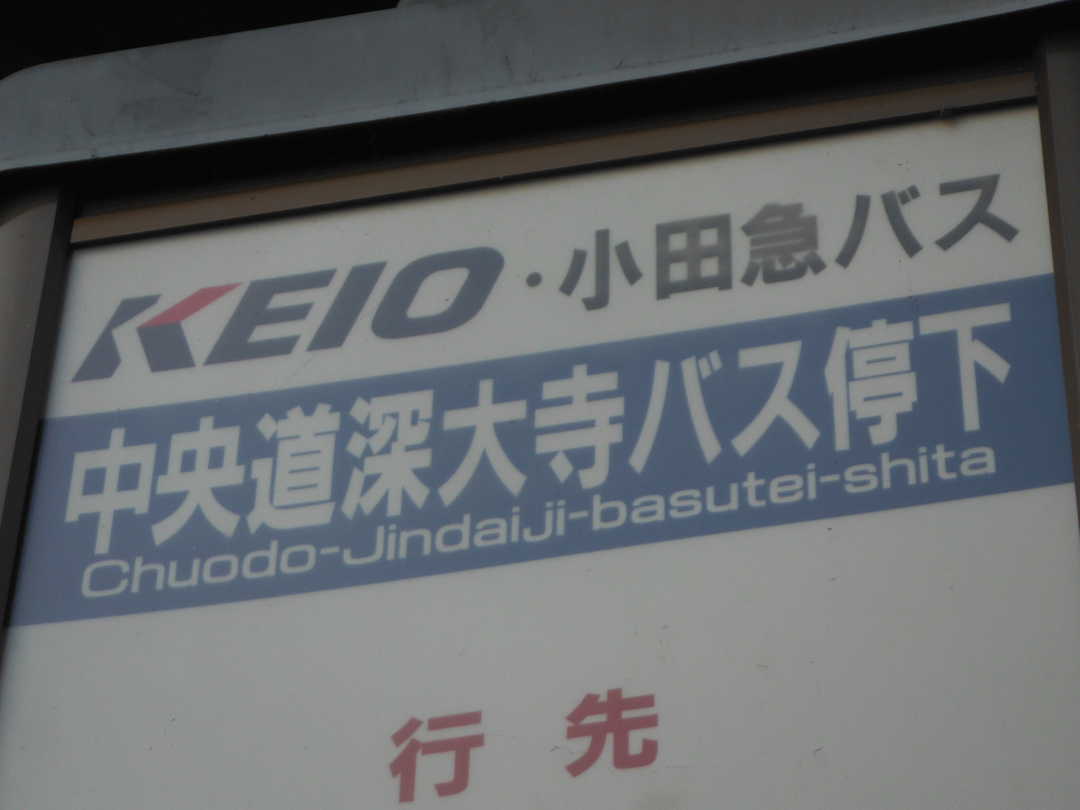 KEIO・小田急バス
中央道深大寺バス停下
Chuodo-Jindaiji-basutei-shita
行先